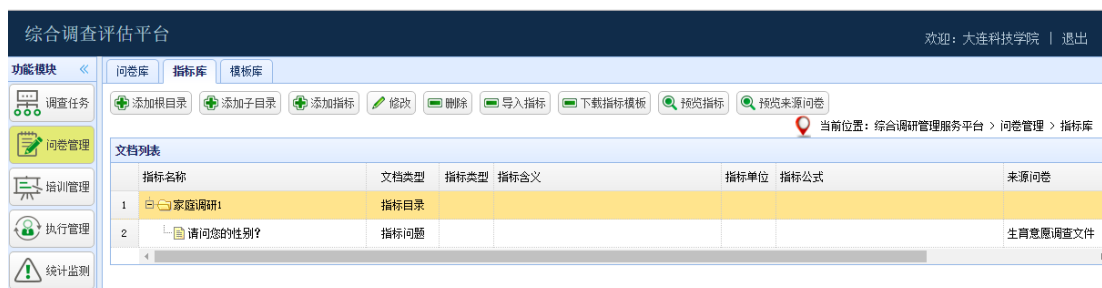 综合调查评估平台
欢迎: 大连科技学院 | 退出
功能模块 «
问卷库 指标库 模板库
调查任务
添加根目录 添加子目录 添加指标 修改 删除 导入指标 下载指标模板 预览指标 预览来源问卷
当前位置: 综合调研管理服务平台 > 问卷管理 > 指标库
问卷管理
文档列表
指标名称 文档类型 指标类型 指标含义 指标单位 指标公式 来源问卷
培训管理
1 家庭调研1 指标目录
执行管理
2 请问您的性别? 指标问题 生育意愿调查文件
统计监测